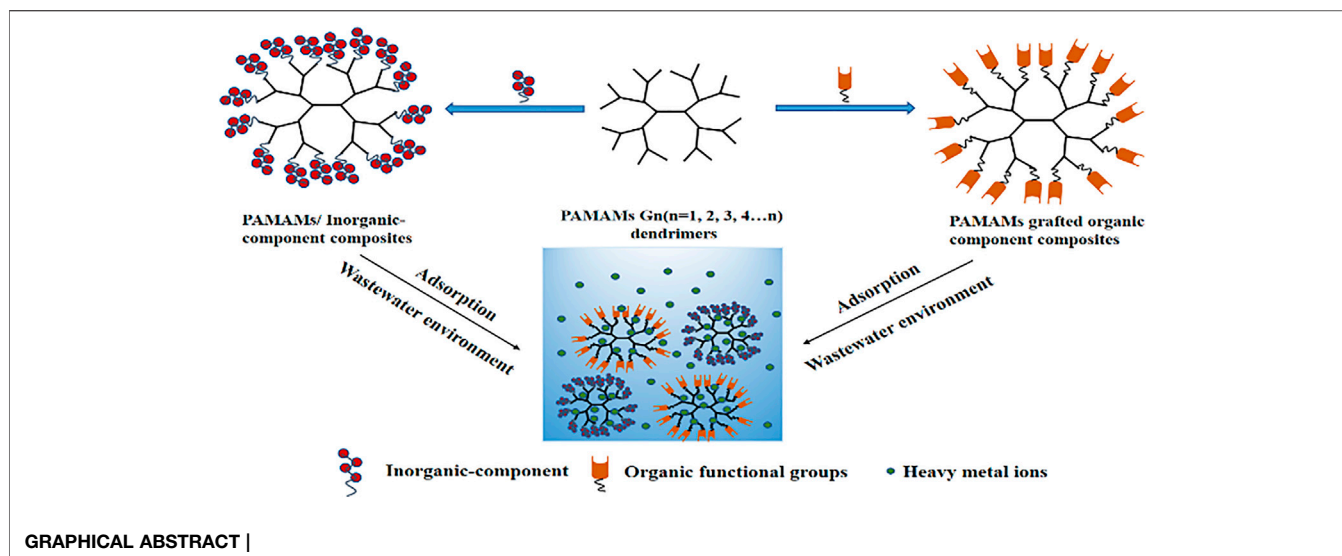 PAMAMs/ Inorganic-
component composites
PAMAMs Gn(n=1, 2, 3, 4…n)
dendrimers
PAMAMs grafted organic
component composites
Adsorption
Wastewater environment
Adsorption
Wastewater environment
Inorganic-component
Organic functional groups
Heavy metal ions
GRAPHICAL ABSTRACT |